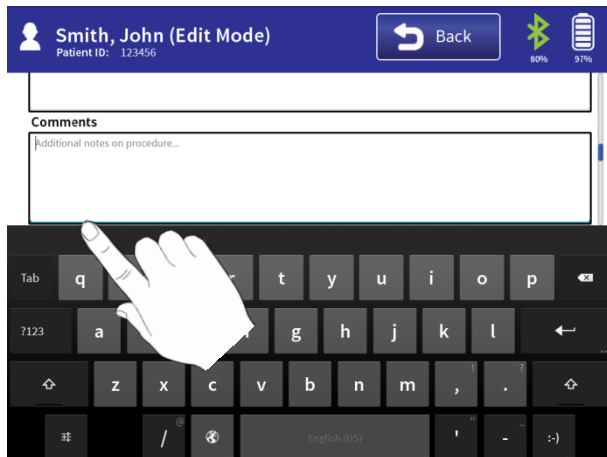 Smith, John (Edit Mode)
Patient ID: 123456
Back
80%
97%
Comments
Additional notes on procedure...
Tab q r t y u i o p
?123 a g h j k l
z x c v b n m , ! . ?
/ @ English (US) ' " - _ :-)